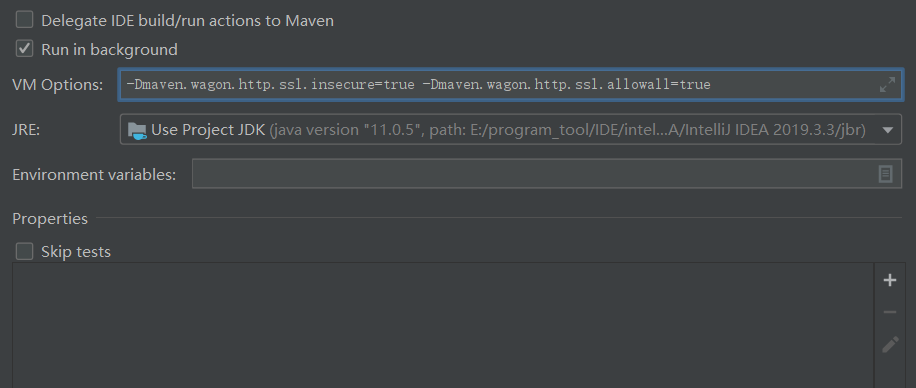 Delegate IDE build/run actions to Maven
Run in background
VM Options: -Dmaven.wagon.http.ssl.insecure=true -Dmaven.wagon.http.ssl.allowall=true
JRE: Use Project JDK (java version "11.0.5", path: E:/program_tool/IDE/intel...A/IntelliJ IDEA 2019.3.3/jbr)
Environment variables:
Properties
Skip tests